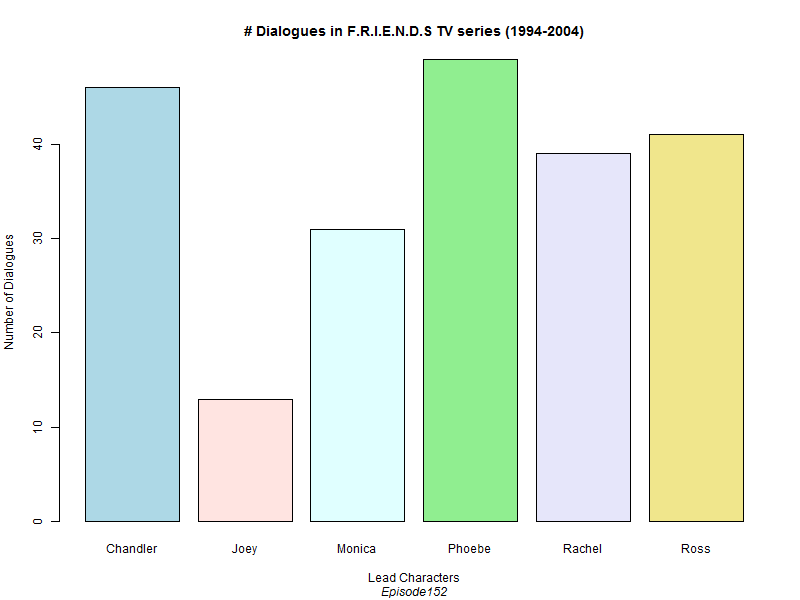 # Dialogues in F.R.I.E.N.D.S TV series (1994-2004)
Number of Dialogues
40
30
20
10
0
Chandler Joey Monica Phoebe Rachel Ross
Lead Characters
Episode152